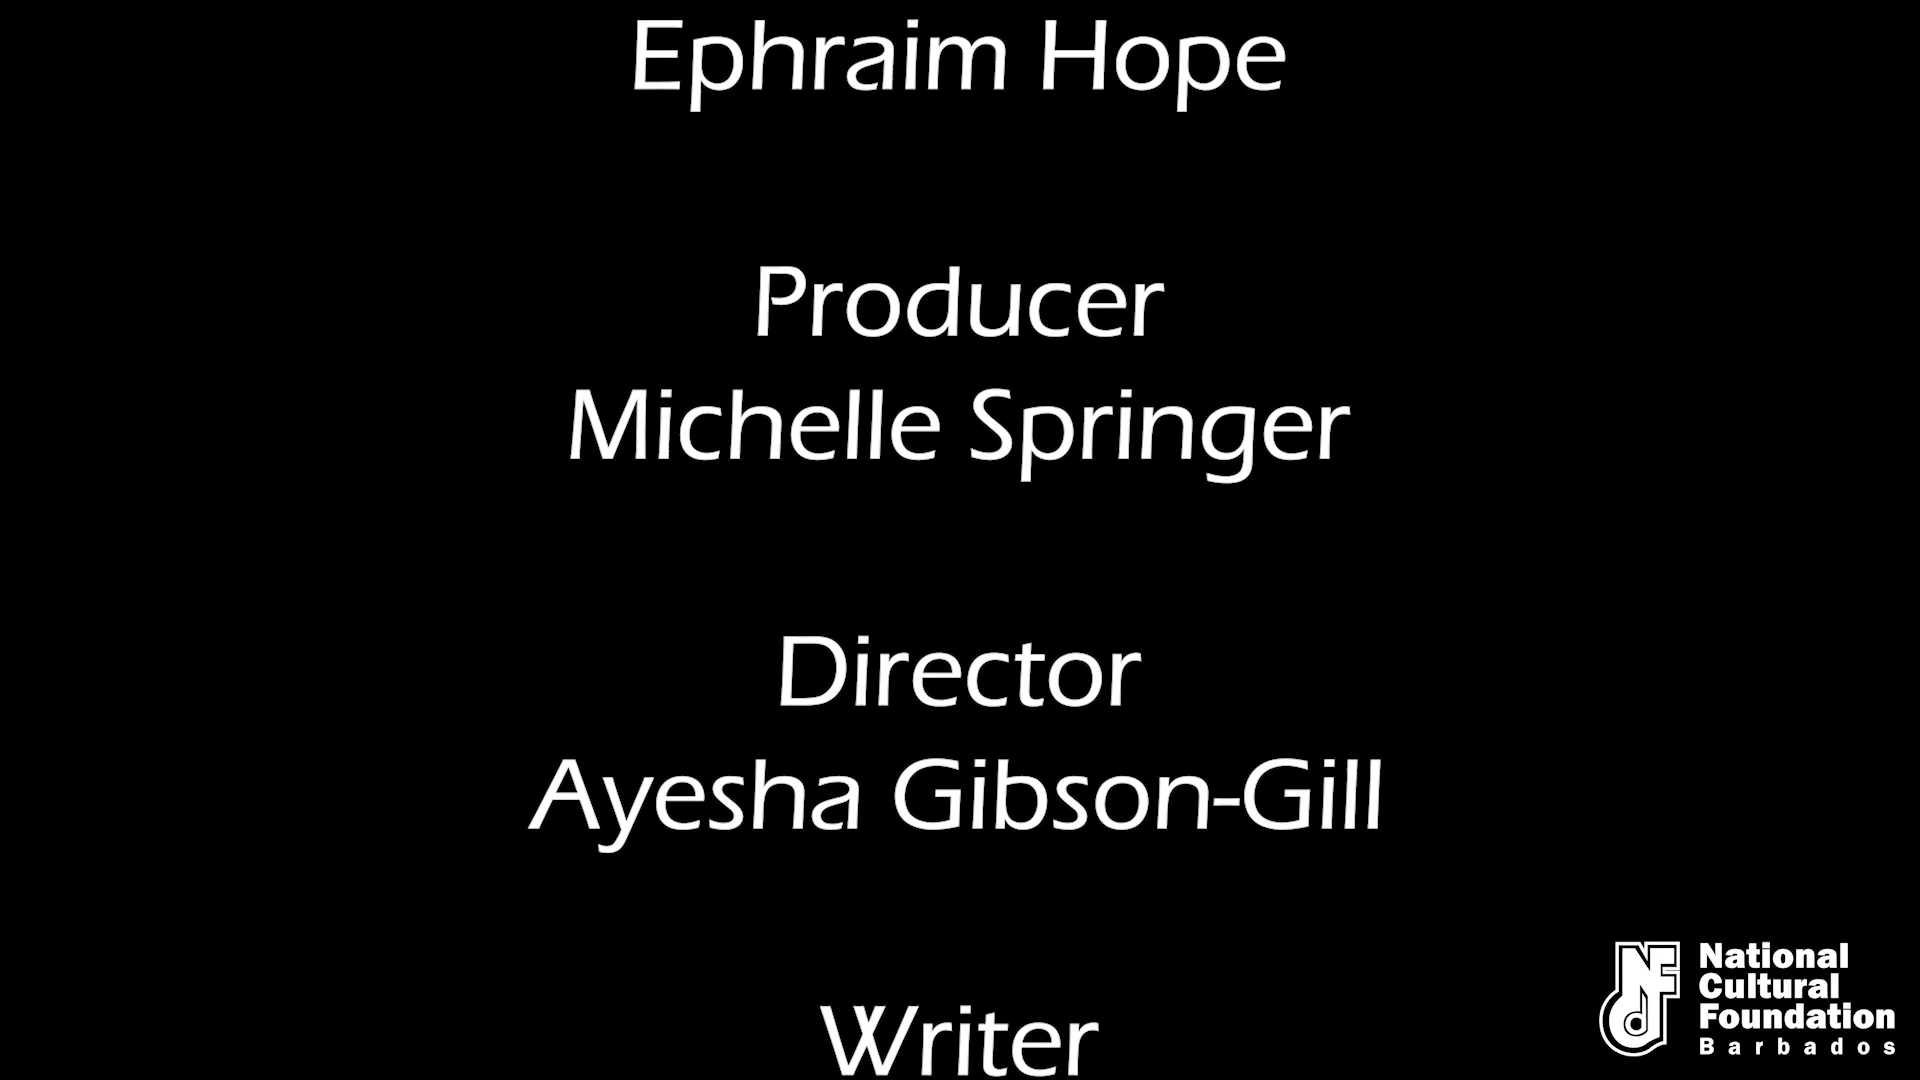 Ephraim Hope
Producer
Michelle Springer
Director
Ayesha Gibson-Gill
Writer
National
Cultural
Foundation
Barbados